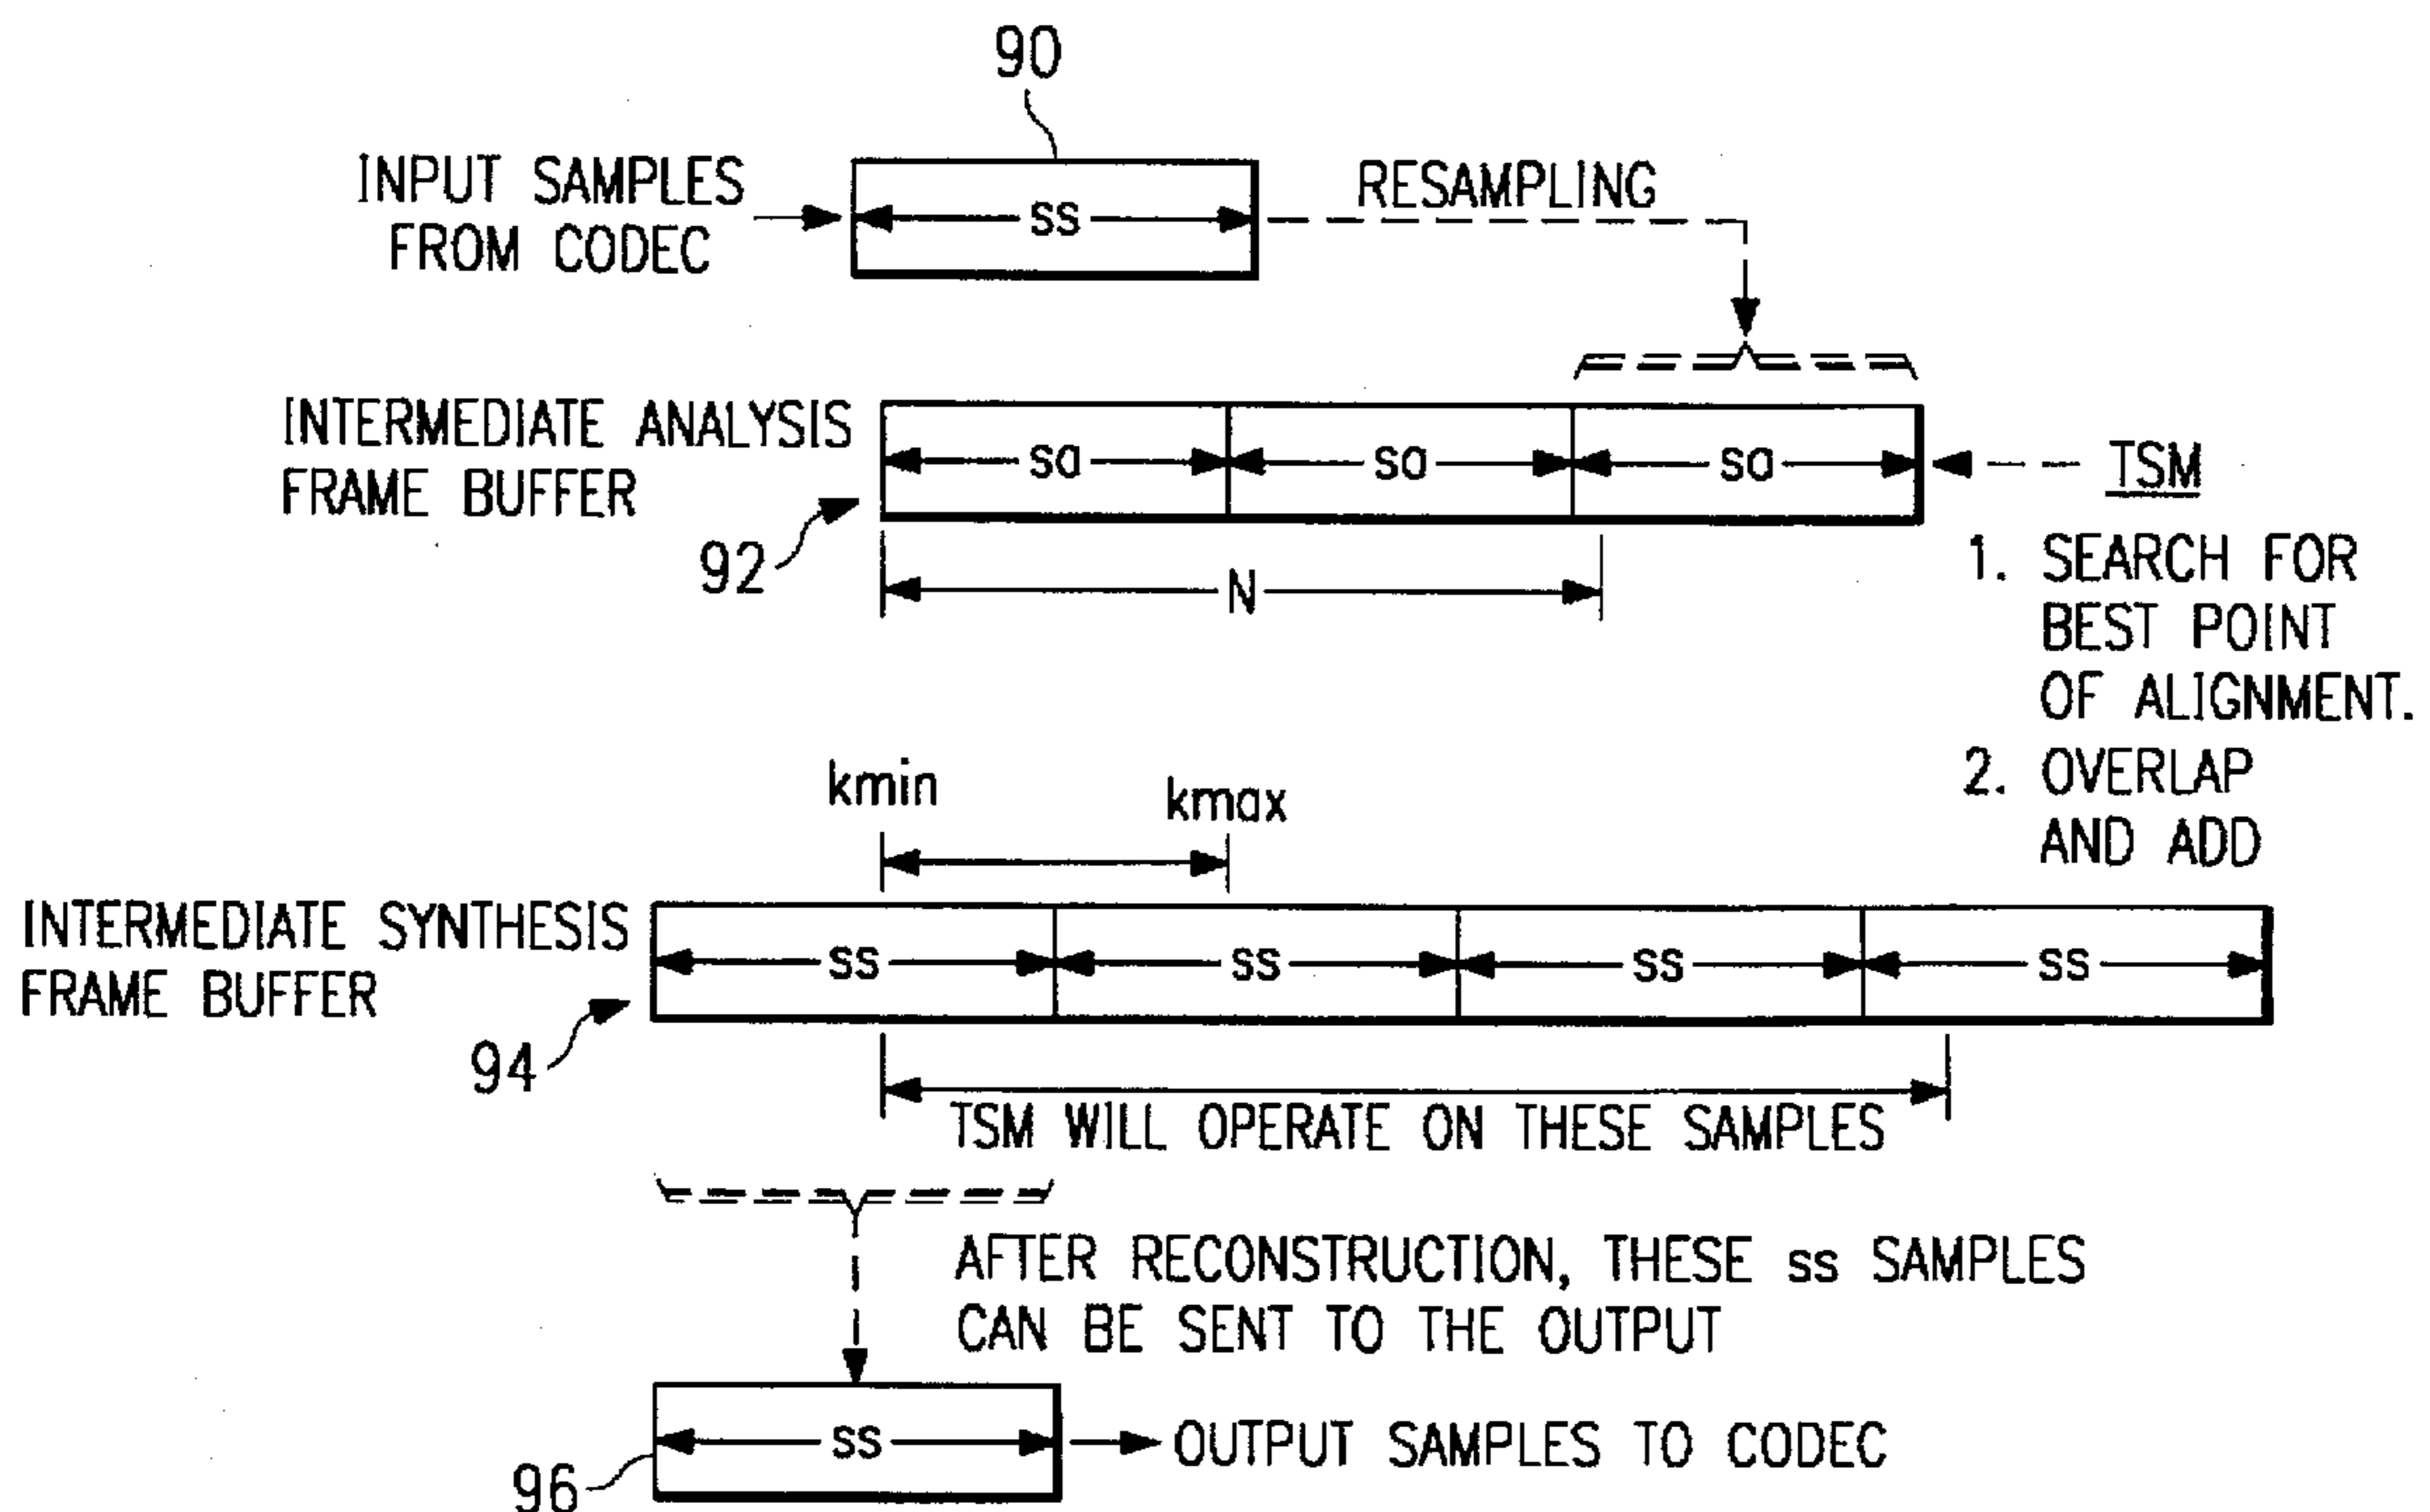 90
INPUT SAMPLES
FROM CODEC
ss
RESAMPLING
INTERMEDIATE ANALYSIS
FRAME BUFFER
92
sa sa sa
N
TSM
1. SEARCH FOR
BEST POINT
OF ALIGNMENT.
2. OVERLAP
AND ADD
kmin
kmax
INTERMEDIATE SYNTHESIS
FRAME BUFFER
94
ss ss ss ss
TSM WILL OPERATE ON THESE SAMPLES
AFTER RECONSTRUCTION, THESE ss SAMPLES
CAN BE SENT TO THE OUTPUT
96
ss
OUTPUT SAMPLES TO CODEC